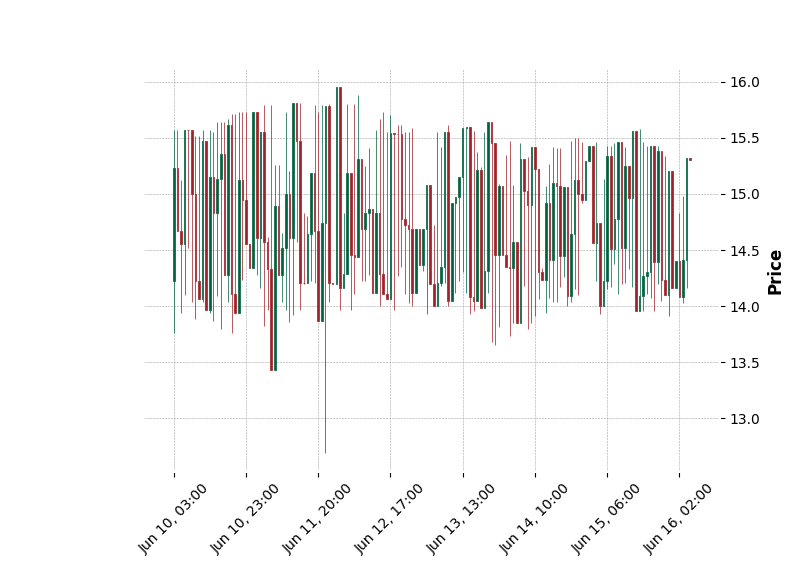 16.0
15.5
15.0
14.5
14.0
13.5
13.0
Price
Jun 10, 03:00
Jun 10, 23:00
Jun 11, 20:00
Jun 12, 17:00
Jun 13, 13:00
Jun 14, 10:00
Jun 15, 06:00
Jun 16, 02:00